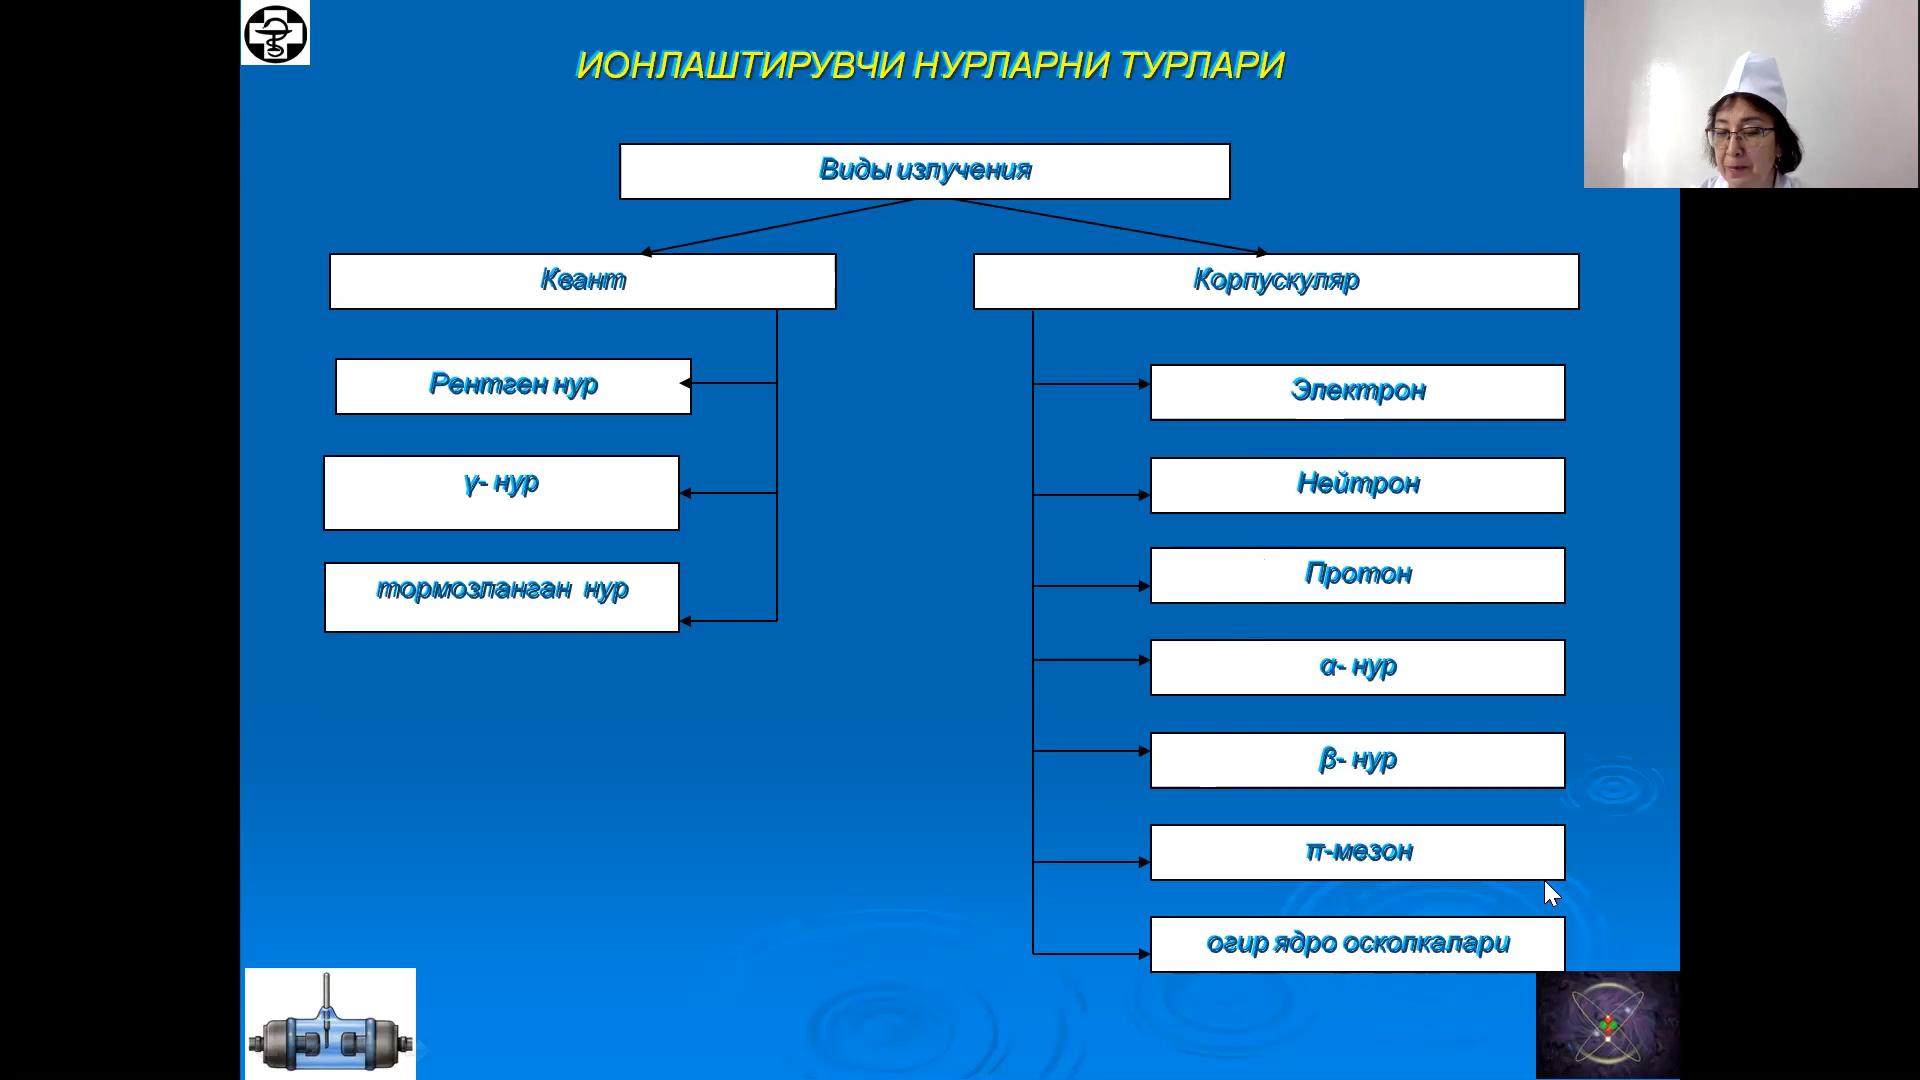 ИОНЛАШТИРУВЧИ НУРЛАРНИ ТУРЛАРИ
Виды излучения
Квант
Корпускуляр
Рентген нур
γ- нур
тормозланган нур
Электрон
Нейтрон
Протон
α- нур
β- нур
π-мезон
огир ядро осколкалари